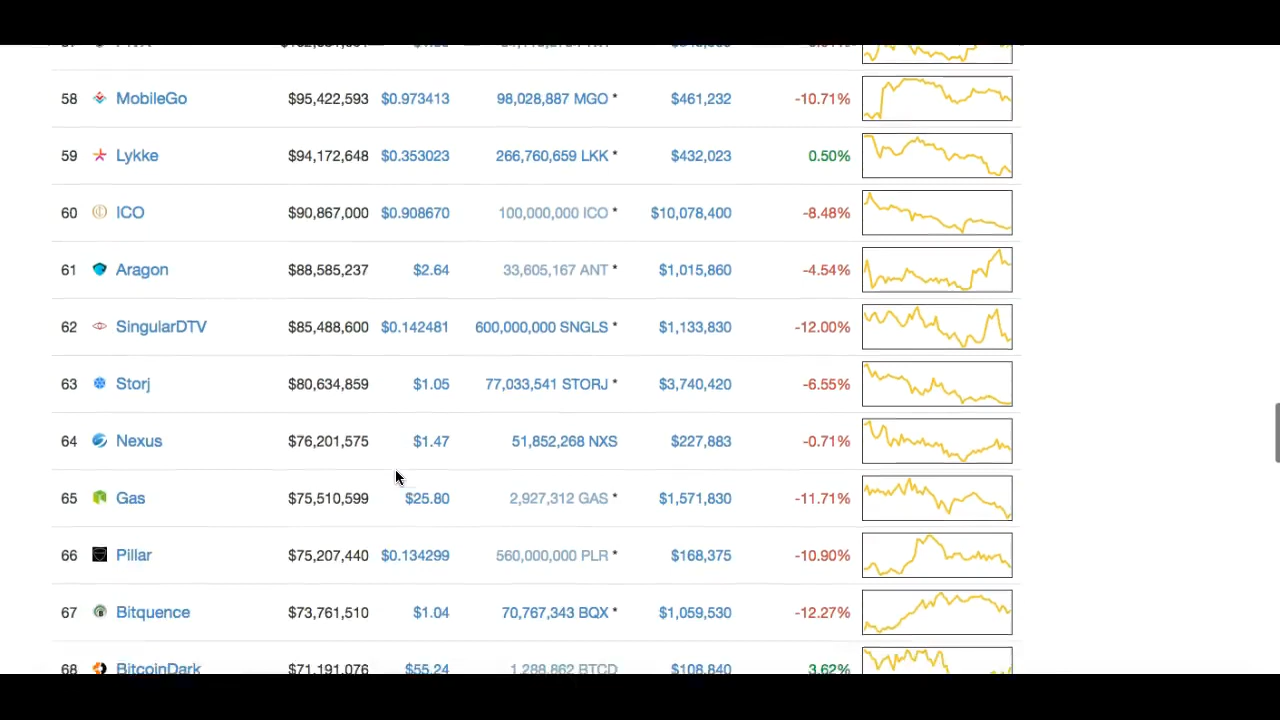 58 MobileGo $95,422,593 $0.973413 98,028,887 MGO * $461,232 -10.71%
59 Lykke $94,172,648 $0.353023 266,760,659 LKK * $432,023 0.50%
60 ICO $90,867,000 $0.908670 100,000,000 ICO * $10,078,400 -8.48%
61 Aragon $88,585,237 $2.64 33,605,167 ANT * $1,015,860 -4.54%
62 SingularDTV $85,488,600 $0.142481 600,000,000 SNGLS * $1,133,830 -12.00%
63 Storj $80,634,859 $1.05 77,033,541 STORJ * $3,740,420 -6.55%
64 Nexus $76,201,575 $1.47 51,852,268 NXS $227,883 -0.71%
65 Gas $75,510,599 $25.80 2,927,312 GAS * $1,571,830 -11.71%
66 Pillar $75,207,440 $0.134299 560,000,000 PLR * $168,375 -10.90%
67 Bitquence $73,761,510 $1.04 70,767,343 BQX * $1,059,530 -12.27%
68 BitcoinDark $71,191,076 $55.24 1,288,862 BTCD $108,840 3.62%